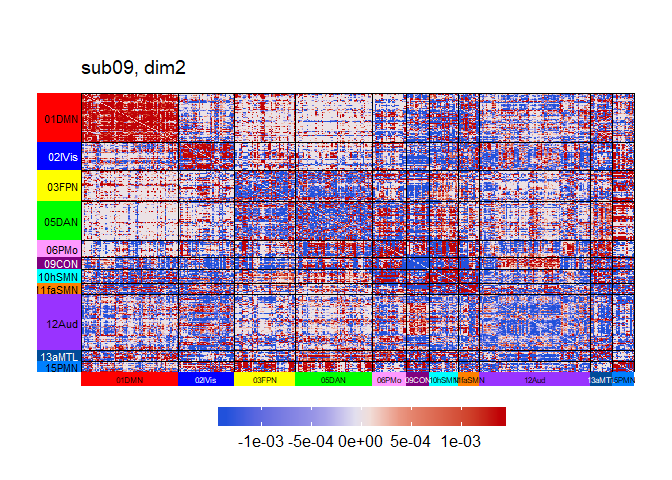 sub09, dim2
01DMN
02lVis
03FPN
05DAN
06PMo
09CON
10hSMN
11faSMN
12Aud
13aMTL
15PMN
01DMN
02lVis
03FPN
05DAN
06PMo
09CON
10hSMN
11faSMN
12Aud
13aMTL
15PMN
-1e-03 -5e-04 0e+00 5e-04 1e-03